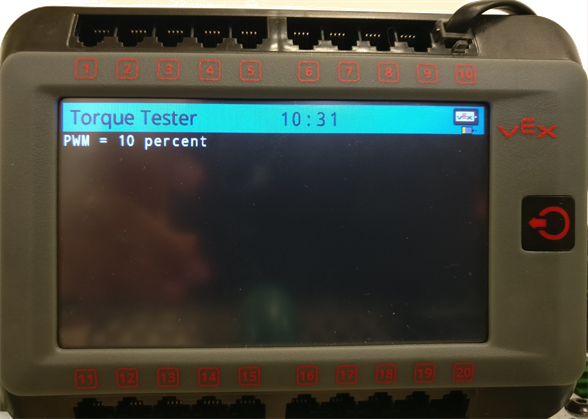 1 2 3 4 5 6 7 8 9 10
Torque Tester 10:31 VEX
PWM = 10 percent
VEX
11 12 13 14 15 16 17 18 19 20